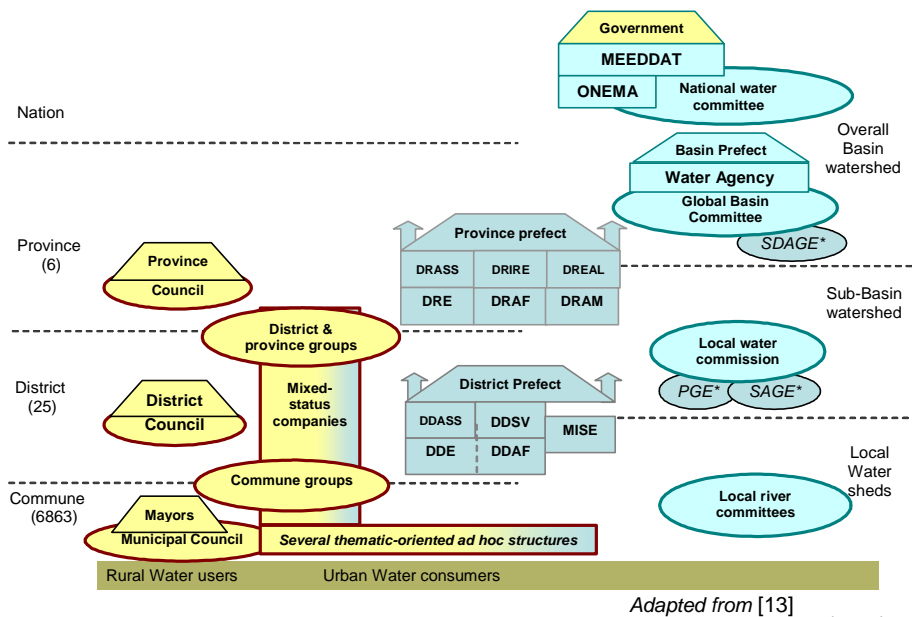 Government
MEEDDAT
ONEMA
National water
committee
Nation
Overall
Basin
watershed
Basin Prefect
Water Agency
Global Basin
Committee
SDAGE*
Province
(6)
Province
Council
Province prefect
DRASS DRIRE DREAL
DRE DRAF DRAM
Sub-Basin
watershed
District &
province groups
Local water
commission
PGE* SAGE*
District
(25)
District
Council
Mixed-
status
companies
District Prefect
DDASS DDSV MISE
DDE DDAF
Commune groups
Local
Water
sheds
Commune
(6863)
Mayors
Municipal Council
Several thematic-oriented ad hoc structures
Local river
committees
Rural Water users Urban Water consumers
Adapted from [13]